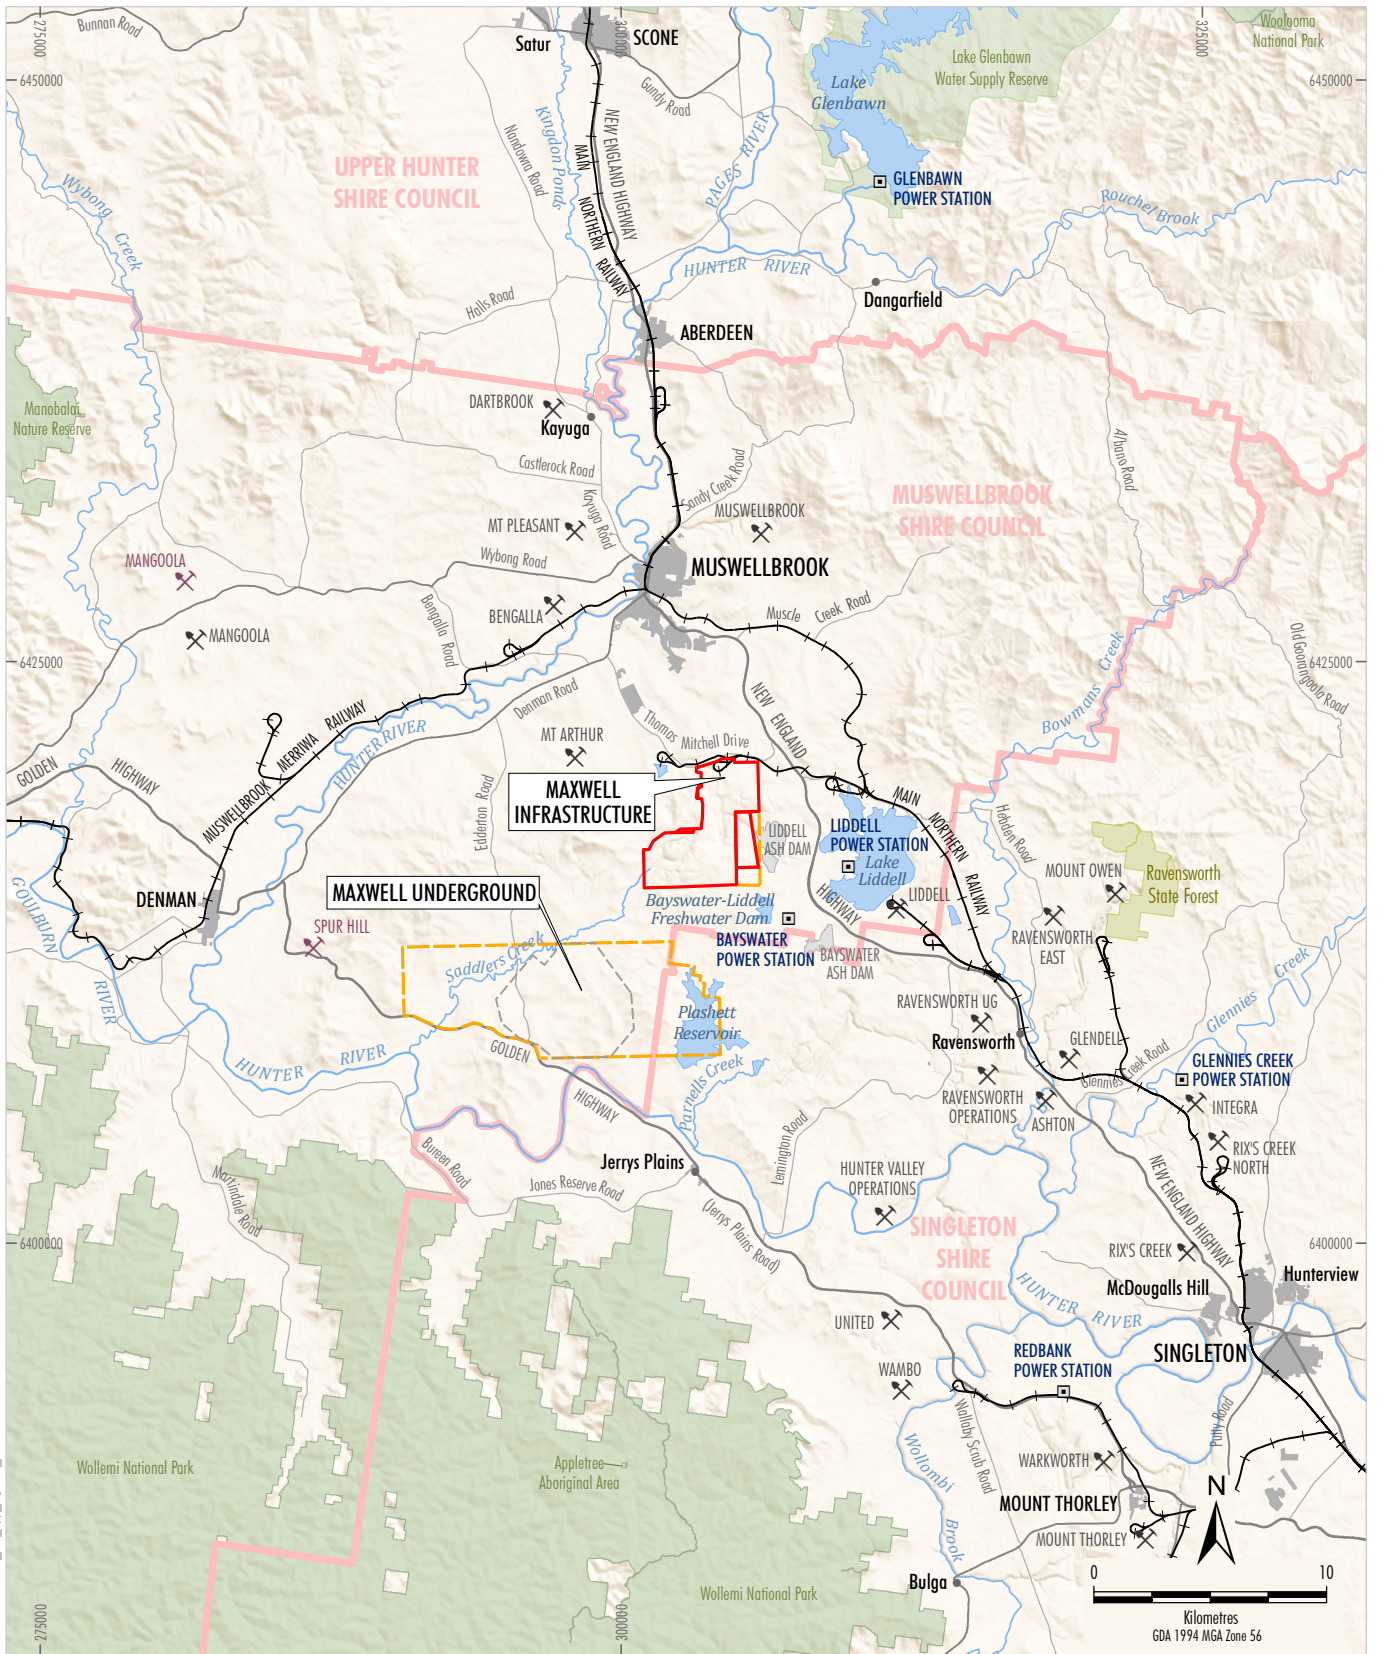 275000
Bunnan Road
Satur
SCONE
300000
325000
Woolooma
National Park
Lake Glenbawn
Water Supply Reserve
6450000
6450000
Lake
Glenbawn
Gundy Road
Kingdon Ponds
Nandowra Road
NEW ENGLAND HIGHWAY
MAIN
NORTHERN
RAILWAY
PAGES RIVER
UPPER HUNTER
SHIRE COUNCIL
GLENBAWN
POWER STATION
Wybong
Creek
Rouchel Brook
HUNTER RIVER
Dangarfield
Halls Road
ABERDEEN
Manobalai
Nature Reserve
DARTBROOK
Kayuga
Castlerock Road
Kayuga Road
Sandy Creek Road
Albano Road
MUSWELLBROOK
SHIRE COUNCIL
MT PLEASANT
MUSWELLBROOK
Wybong Road
MANGOOLA
MUSWELLBROOK
BENGALLA
Bengalla Road
Muscle
Creek Road
MANGOOLA
Old Goorangoola Road
6425000
6425000
Bowmans Creek
Denman Road
NEW ENGLAND
Thomas
Mitchell Drive
MT ARTHUR
GOLDEN
HIGHWAY
MUSWELLBROOK MERRIWA RAILWAY
HUNTER RIVER
Edderton Road
MAXWELL
INFRASTRUCTURE
MAIN
NORTHERN
RAILWAY
Hebden Road
LIDDELL
ASH DAM
LIDDELL
POWER STATION
Lake
Liddell
MOUNT OWEN
Ravensworth
State Forest
GOULBURN
RIVER
DENMAN
MAXWELL UNDERGROUND
Bayswater-Liddell
Freshwater Dam
HIGHWAY
LIDDELL
SPUR HILL
BAYSWATER
POWER STATION
BAYSWATER
ASH DAM
RAVENSWORTH
EAST
Saddlers Creek
Glennies Creek
Plashett
Reservoir
RAVENSWORTH UG
Ravensworth
GLENDELL
Glennies Creek Road
GLENNIES CREEK
POWER STATION
GOLDEN
HIGHWAY
HUNTER RIVER
Parnells Creek
RAVENSWORTH
OPERATIONS
ASHTON
INTEGRA
RIX'S CREEK
NORTH
Bureen Road
Martindale Road
Jerrys Plains
Jones Reserve Road
(Jerrys Plains Road)
Lemington Road
HUNTER VALLEY
OPERATIONS
NEW ENGLAND HIGHWAY
SINGLETON
SHIRE
COUNCIL
6400000
6400000
RIX'S CREEK
McDougalls Hill
Hunterview
HUNTER RIVER
UNITED
SINGLETON
REDBANK
POWER STATION
WAMBO
Wallaby Scrub Road
Putty Road
Wollombi
Brook
Wollemi National Park
Appletree
Aboriginal Area
WARKWORTH
MOUNT THORLEY
MOUNT THORLEY
N
Bulga
Wollemi National Park
0
10
Kilometres
GDA 1994 MGA Zone 56
275000
300000